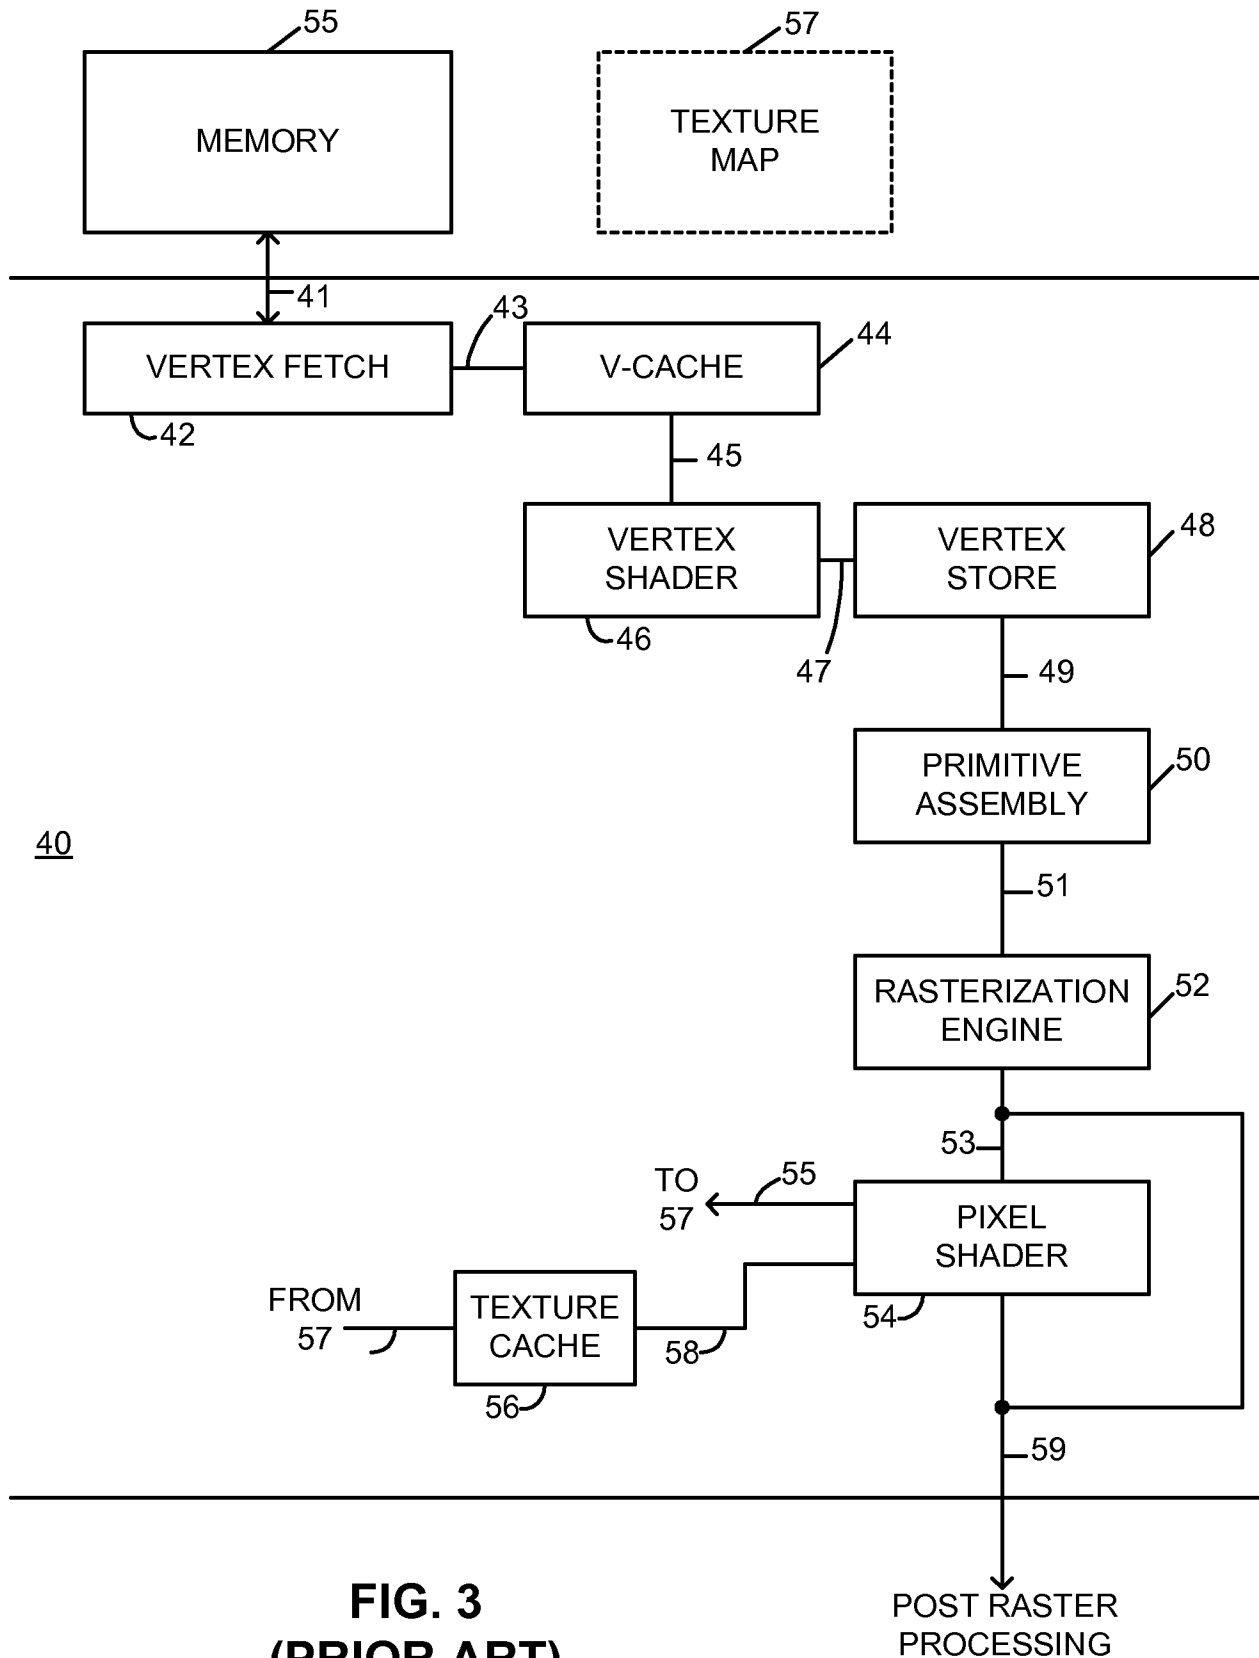 55
57
MEMORY
TEXTURE
MAP
41
43
44
VERTEX FETCH
V-CACHE
42
45
48
VERTEX
SHADER
VERTEX
STORE
46
47
49
50
PRIMITIVE
ASSEMBLY
40
51
52
RASTERIZATION
ENGINE
53
55
TO
57
PIXEL
SHADER
FROM
57
TEXTURE
CACHE
54
58
56
59
FIG. 3
(PRIOR ART)
POST RASTER
PROCESSING